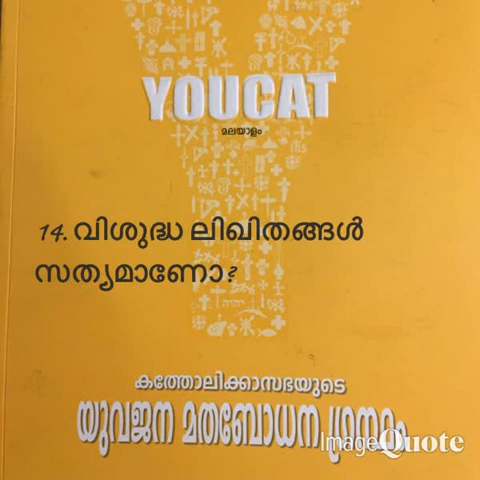 YOUCAT
മലയാളം
14. വിശുദ്ധ ലിഖിതങ്ങൾ
സത്യമാണോ?
കത്തോലിക്കാസഭയുടെ
യുവജന മതബോധന ഗ്രന്ഥം
ImageQuote